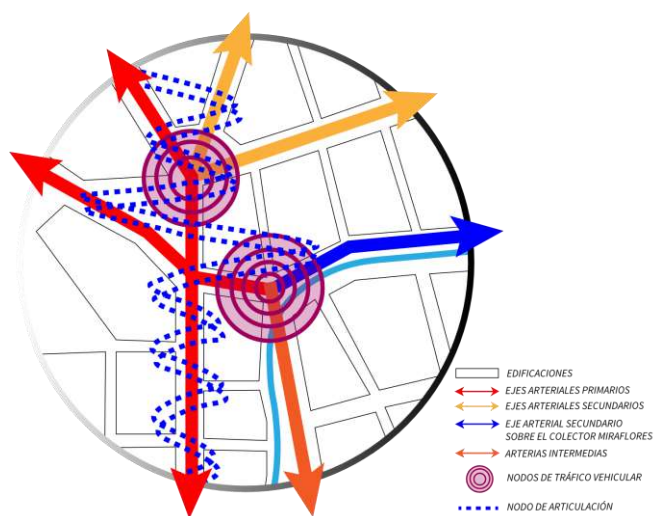 EDIFICACIONES
EJES ARTERIALES PRIMARIOS
EJES ARTERIALES SECUNDARIOS
EJE ARTERIAL SECUNDARIO
SOBRE EL COLECTOR MIRAFLORES
ARTERIAS INTERMEDIAS
NODOS DE TRÁFICO VEHICULAR
NODO DE ARTICULACIÓN